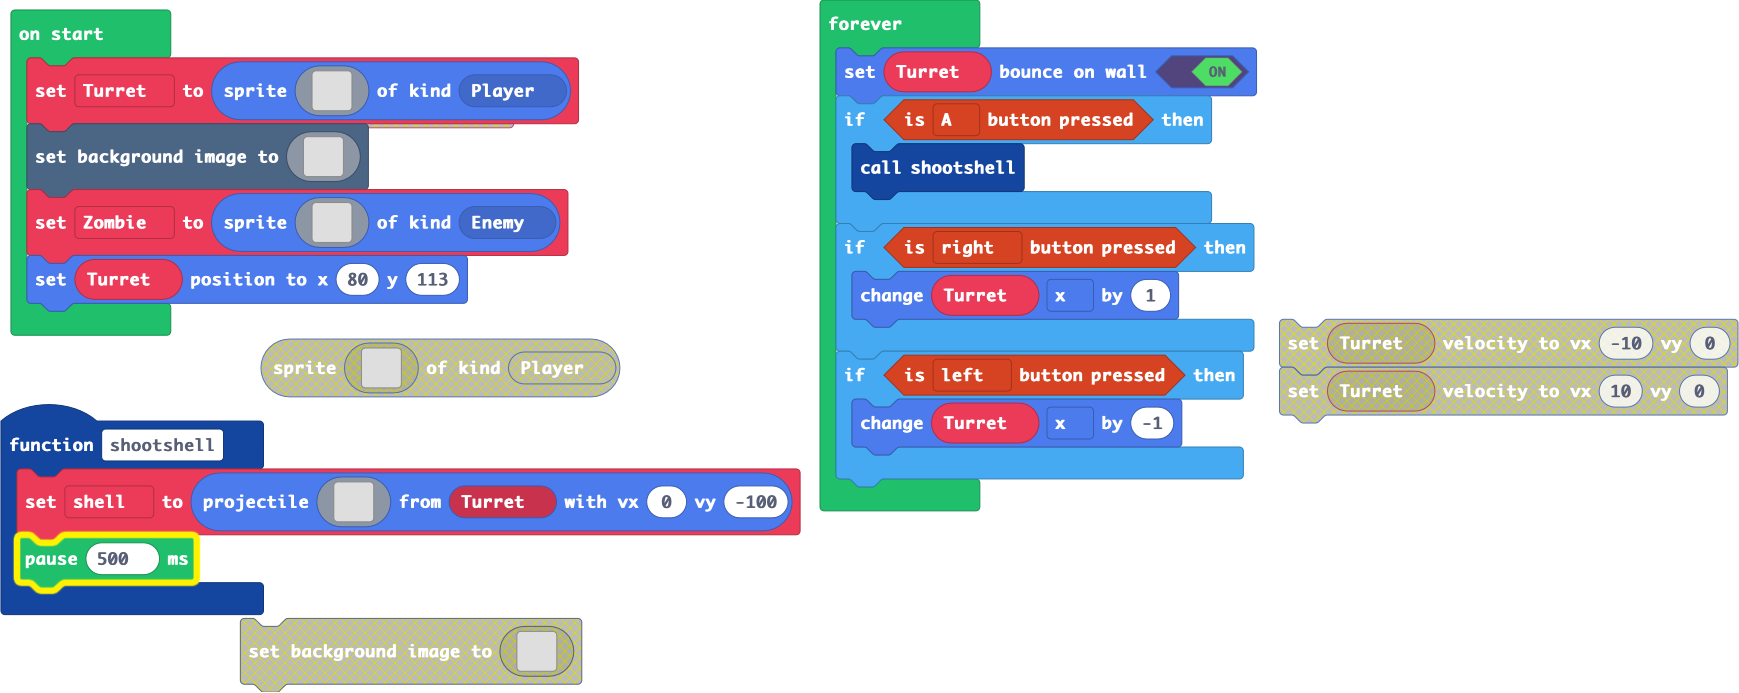 on start
set Turret to sprite of kind Player
set background image to
set Zombie to sprite of kind Enemy
set Turret position to x 80 y 113
sprite of kind Player
function shootshell
set shell to projectile from Turret with vx 0 vy -100
pause 500 ms
set background image to
forever
set Turret bounce on wall ON
if is A button pressed then
call shootshell
if is right button pressed then
change Turret x by 1
if is left button pressed then
change Turret x by -1
set Turret velocity to vx -10 vy 0
set Turret velocity to vx 10 vy 0